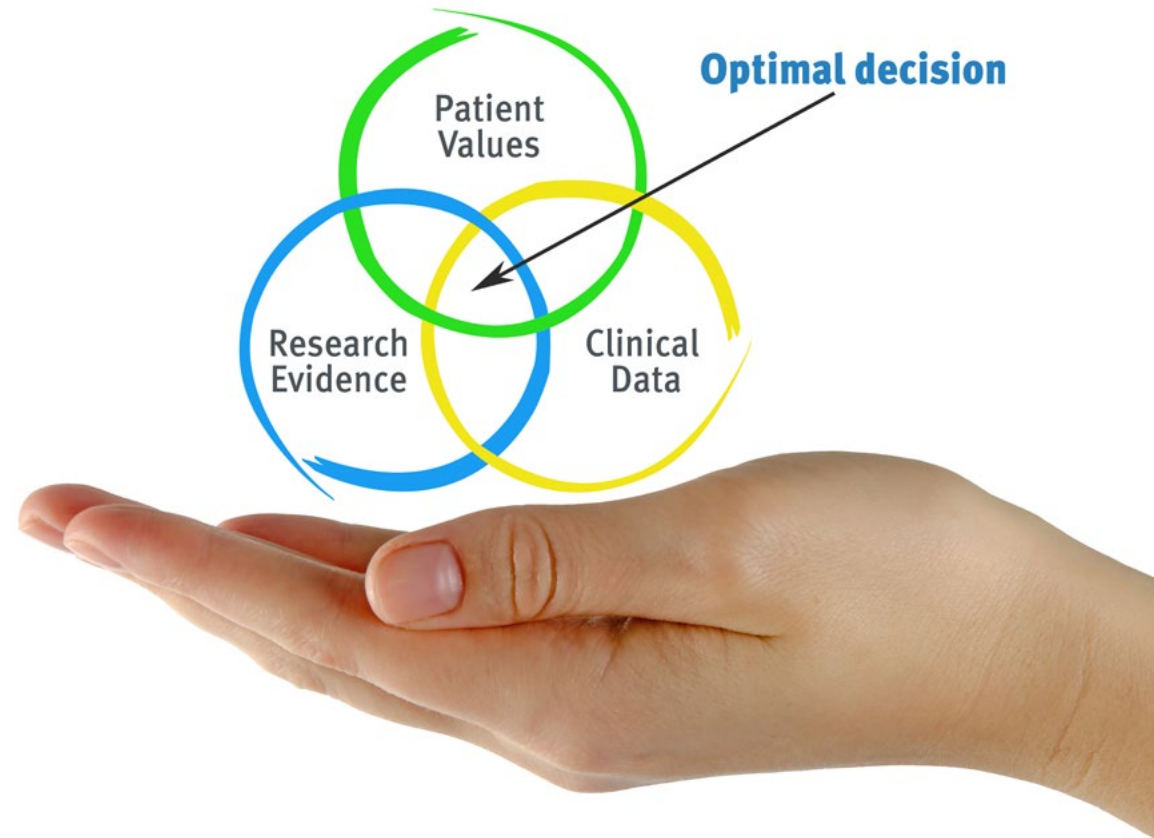 Optimal decision
Patient
Values
Research
Evidence
Clinical
Data